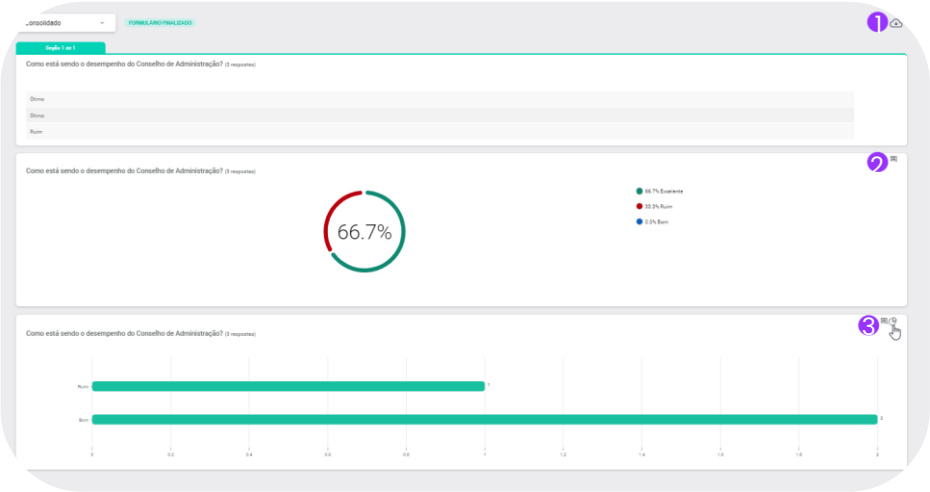 Consolidado
FORMULÁRIO FINALIZADO
1
Seção 1 de 1
Como está sendo o desempenho do Conselho de Administração? (3 respostas)
Ótimo
Ótimo
Ruim
2
Como está sendo o desempenho do Conselho de Administração? (3 respostas)
66.7%
66.7% Excelente
33.3% Ruim
0.0% Bom
3
Como está sendo o desempenho do Conselho de Administração? (3 respostas)
Ruim
1
Bom
2
0 0.2 0.4 0.6 0.8 1 1.2 1.4 1.6 1.8 2